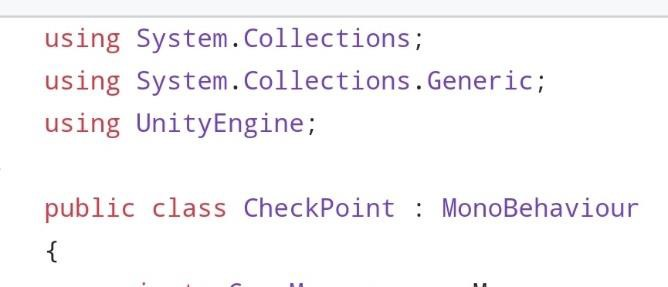 using System.Collections;
using System.Collections.Generic;
using UnityEngine;
public class CheckPoint : MonoBehaviour
{